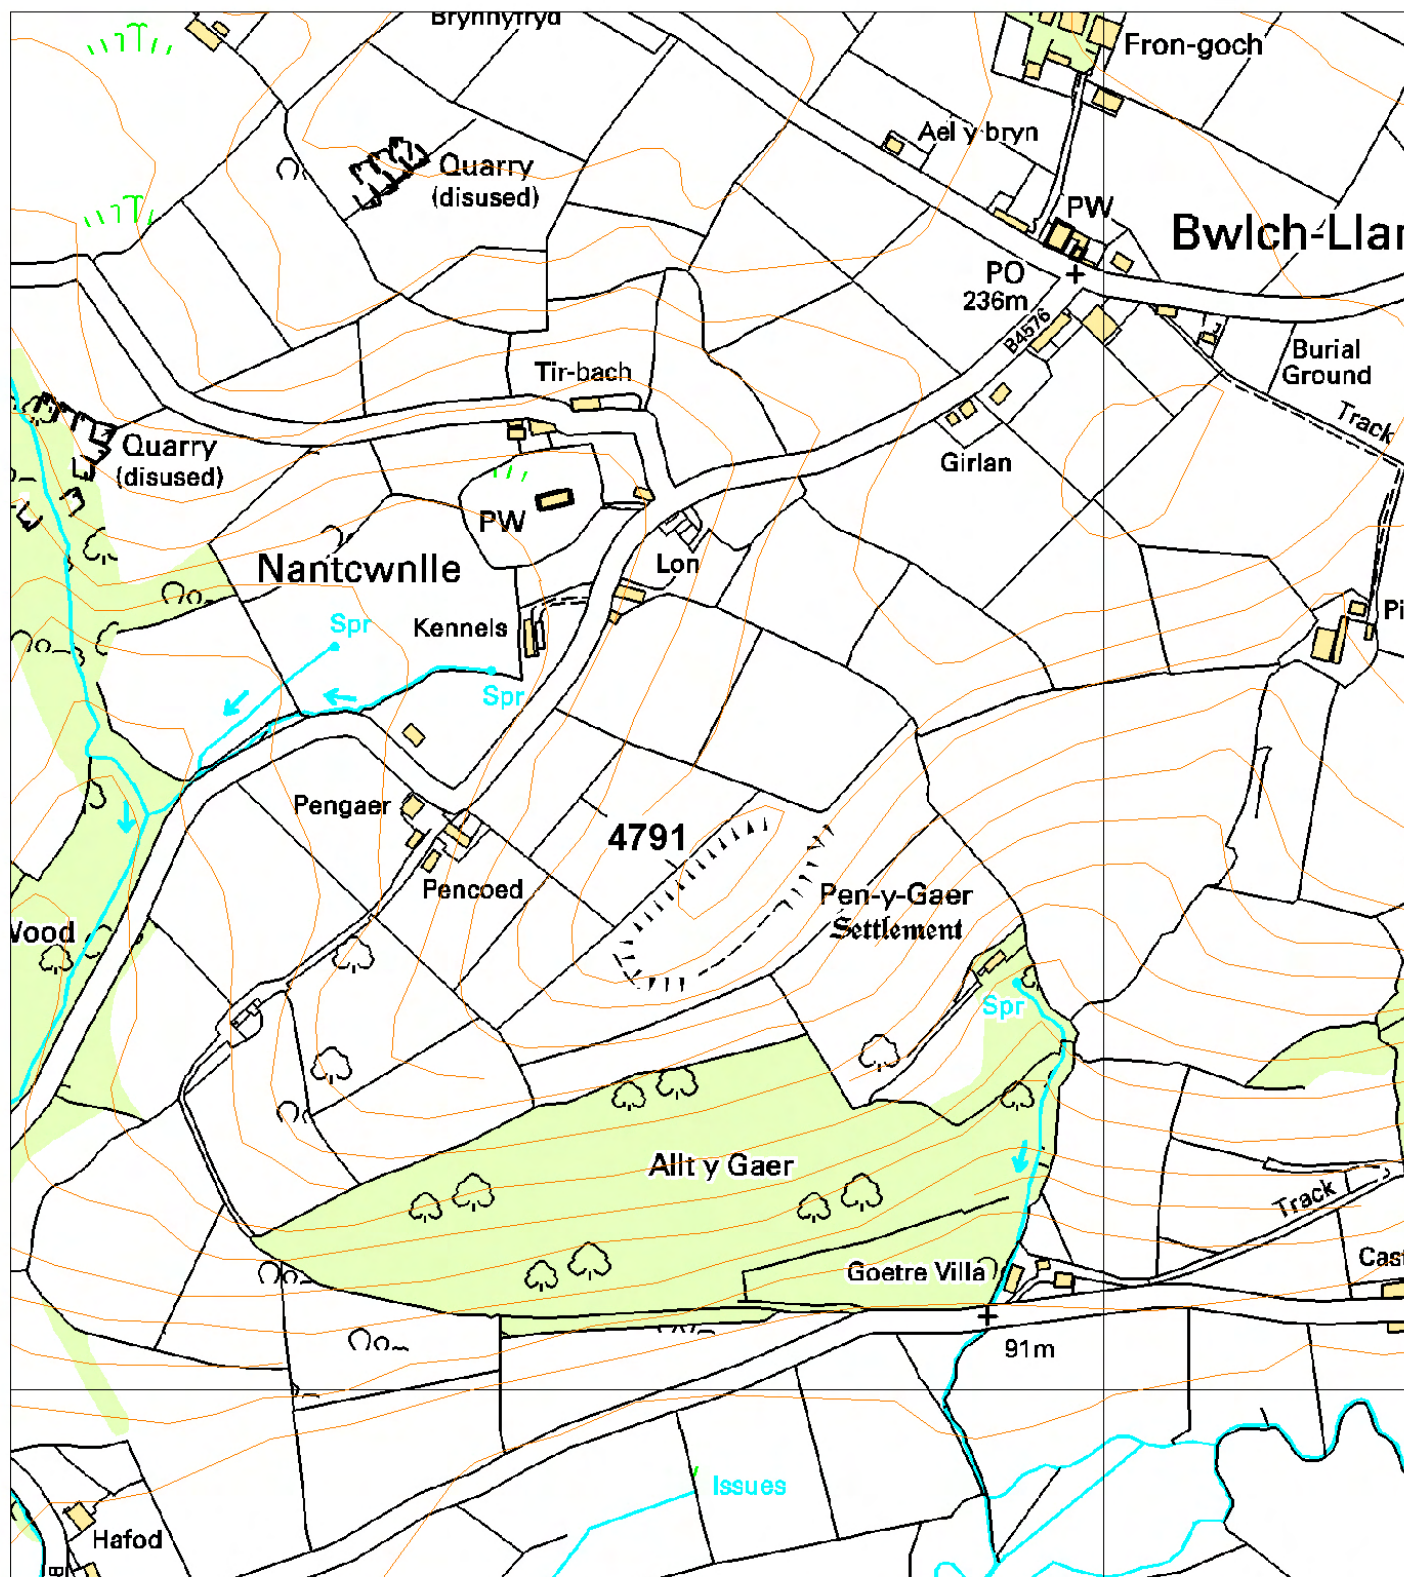 Brynhyfryd
Fron-goch
Ael y bryn
Quarry
(disused)
PW
Bwlch-Llan
PO
236m
B4576
Burial
Ground
Tir-bach
Track
Quarry
(disused)
Girlan
PW
Nantcwnlle
Lon
Spr
Kennels
Pi
Spr
Pengaer
4791
Pencoed
Pen-y-Gaer
Settlement
Wood
Spr
Allt y Gaer
Track
Goetre Villa
Cast
91m
Issues
Hafod
B